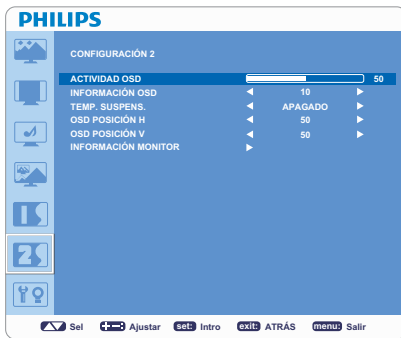 PHILIPS
CONFIGURACIÓN 2
ACTIVIDAD OSD 50
INFORMACIÓN OSD 10
TEMP. SUSPENS. APAGADO
OSD POSICIÓN H 50
OSD POSICIÓN V 50
INFORMACIÓN MONITOR
Sel Ajustar set: Intro exit: ATRÁS menu: Salir